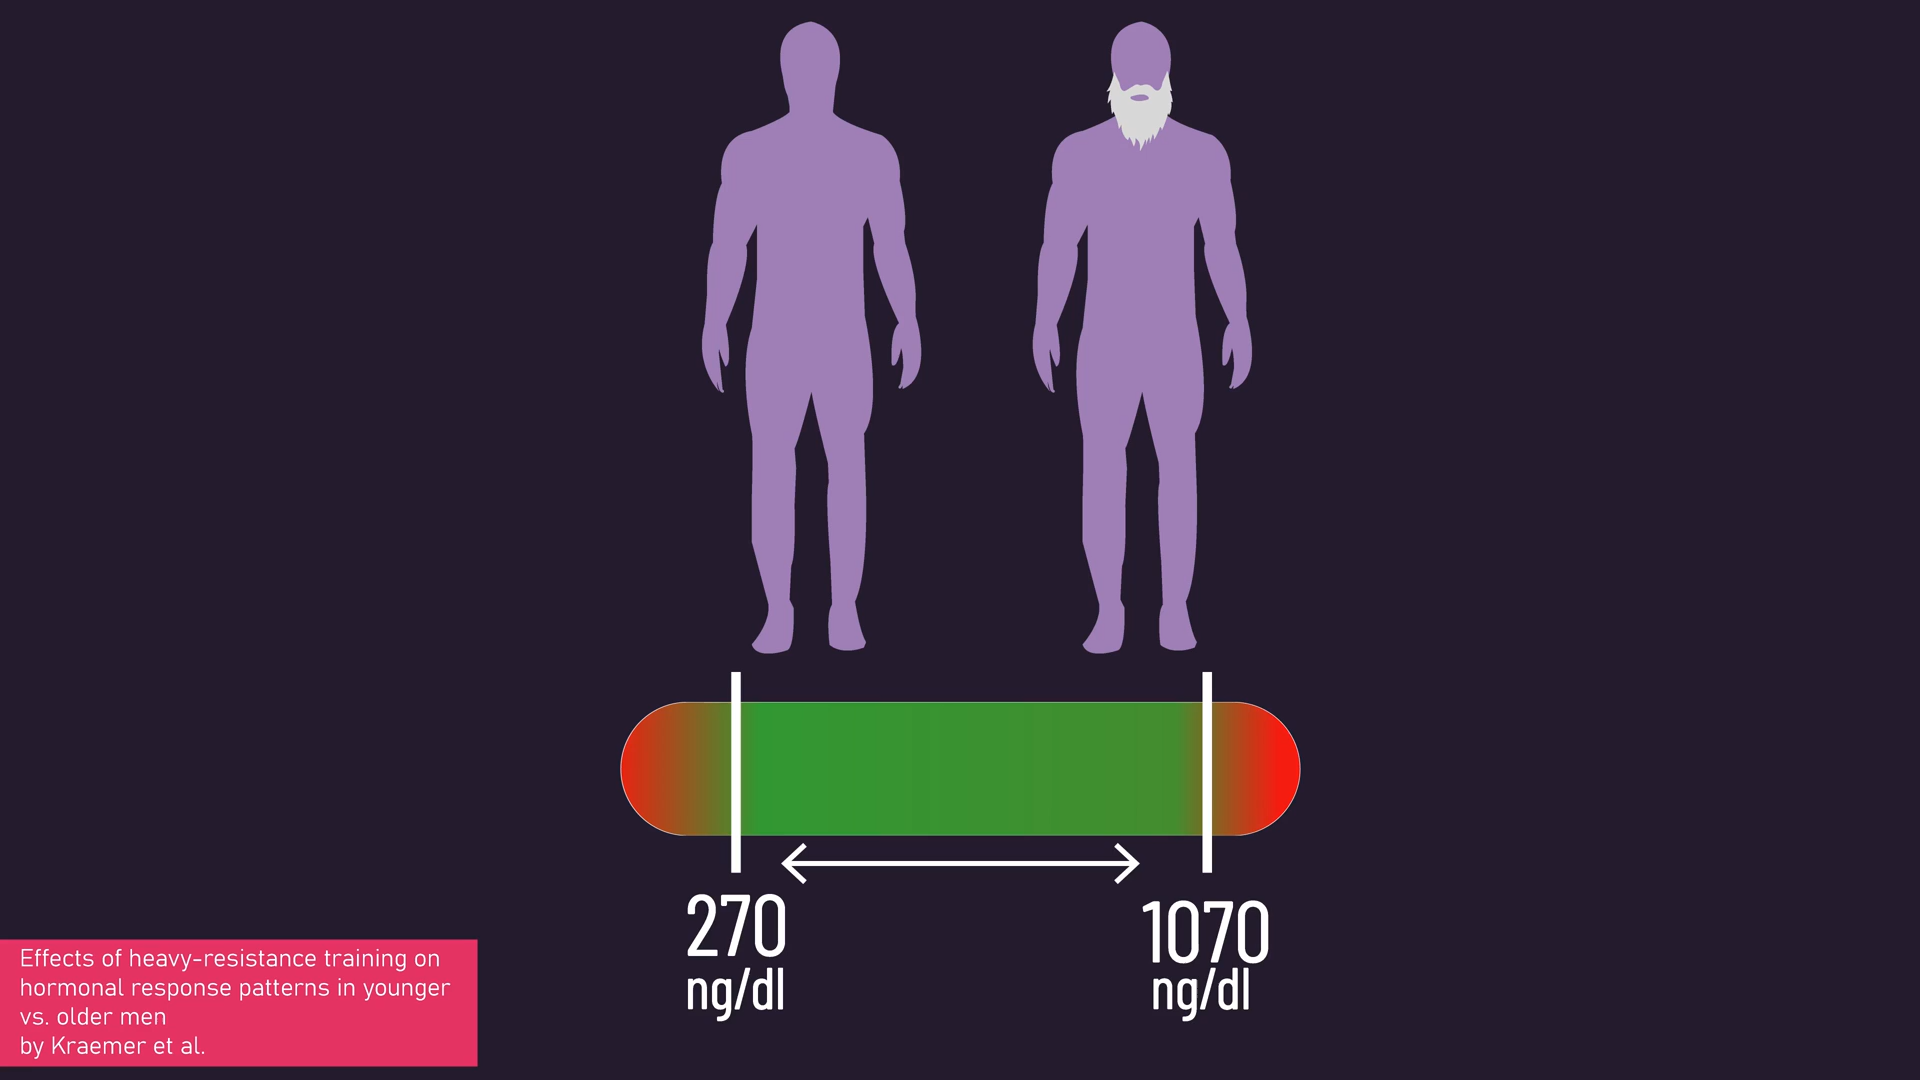 270
ng/dl
1070
ng/dl
Effects of heavy-resistance training on
hormonal response patterns in younger
vs. older men
by Kraemer et al.